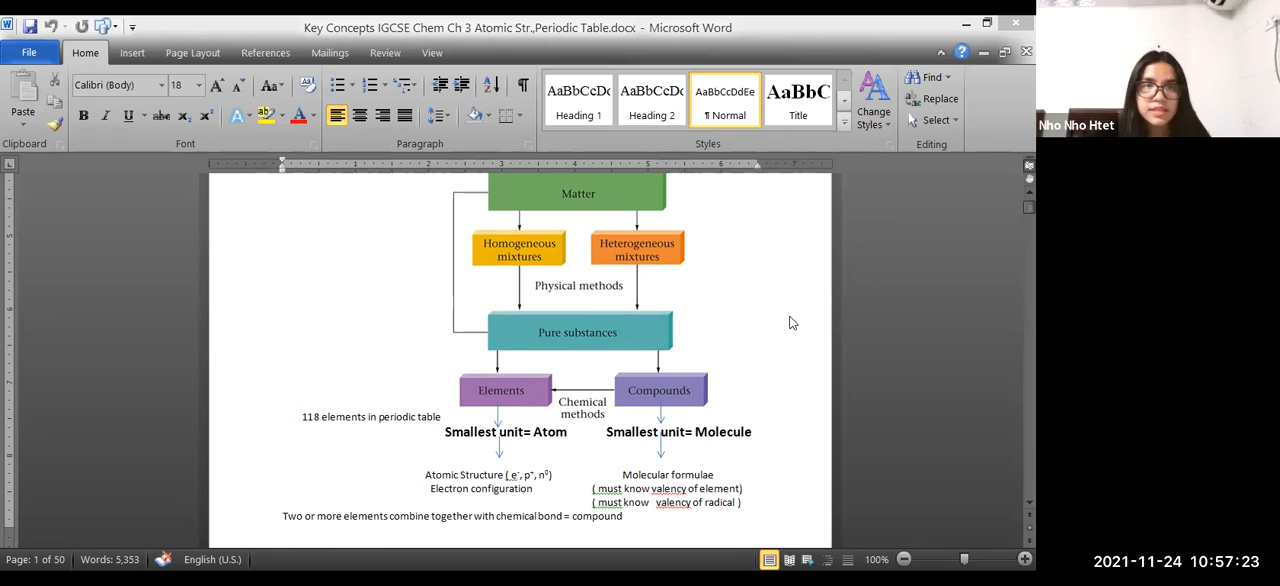 Key Concepts IGCSE Chem Ch 3 Atomic Str.,Periodic Table.docx - Microsoft Word
File
Home
Insert
Page Layout
References
Mailings
Review
View
Paste
Clipboard
Calibri (Body)
18
Font
Paragraph
AaBbCcDc
Heading 1
AaBbCcDc
Heading 2
AaBbCcDdEe
¶ Normal
AaBbC
Title
Styles
Change
Styles
Find
Replace
Select
Editing
Nho Nho Htet
Matter
Homogeneous
mixtures
Heterogeneous
mixtures
Physical methods
Pure substances
Elements
Compounds
Chemical
methods
118 elements in periodic table
Smallest unit= Atom
Smallest unit= Molecule
Atomic Structure ( e-, p+, n0)
Electron configuration
Molecular formulae
( must know valency of element)
( must know valency of radical )
Two or more elements combine together with chemical bond = compound
Page: 1 of 50
Words: 5,353
English (U.S.)
100%
2021-11-24 10:57:23